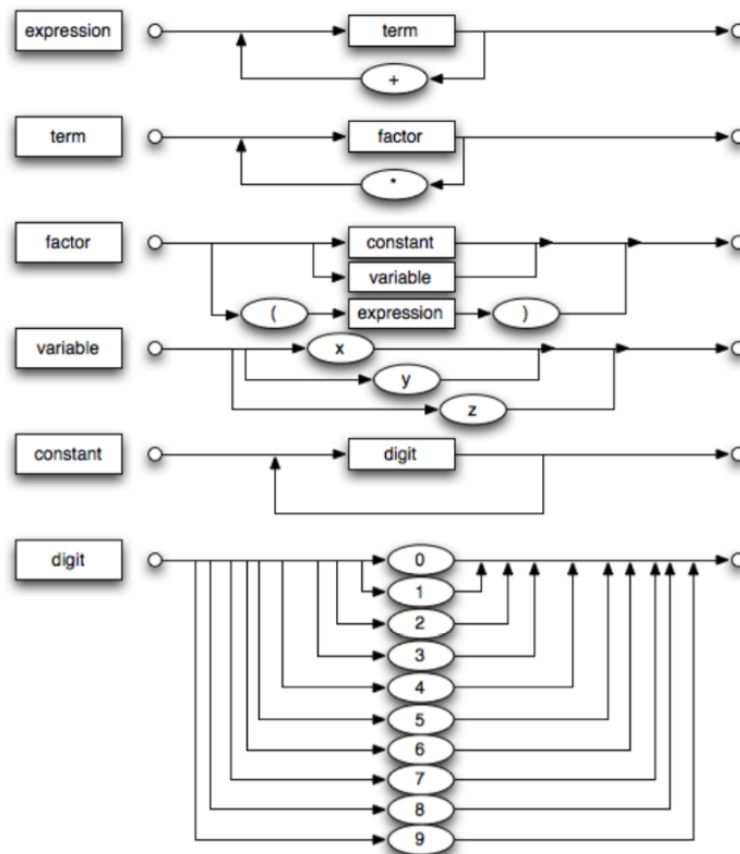 expression term
+
term factor
*
factor constant
variable
( expression )
variable x
y
z
constant digit
digit 0
1
2
3
4
5
6
7
8
9